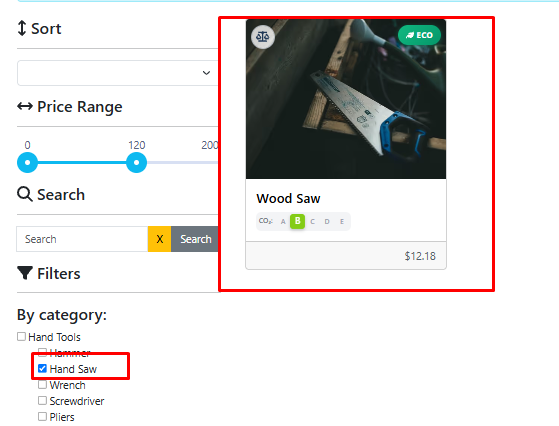 Sort
Price Range
0 120 200
Search
Search X Search
Filters
By category:
Hand Tools
Hammer
Hand Saw
Wrench
Screwdriver
Pliers
ECO
Wood Saw
CO₂: A B C D E
$12.18